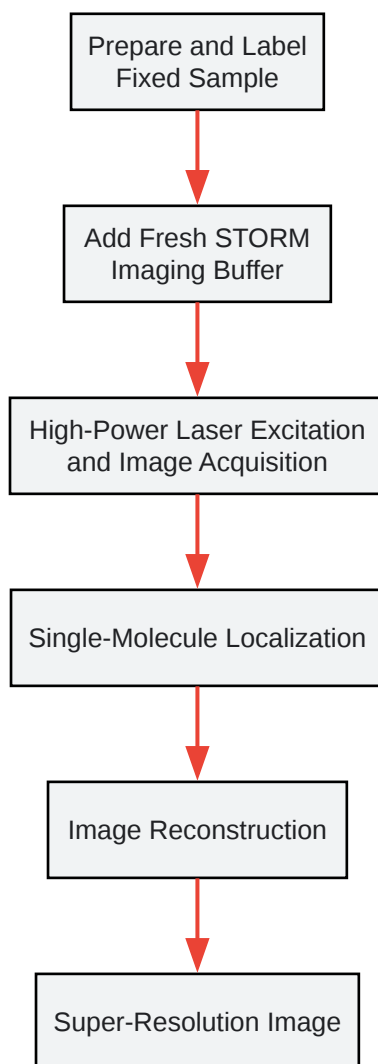 Prepare and Label
Fixed Sample
Add Fresh STORM
Imaging Buffer
High-Power Laser Excitation
and Image Acquisition
Single-Molecule Localization
Image Reconstruction
Super-Resolution Image